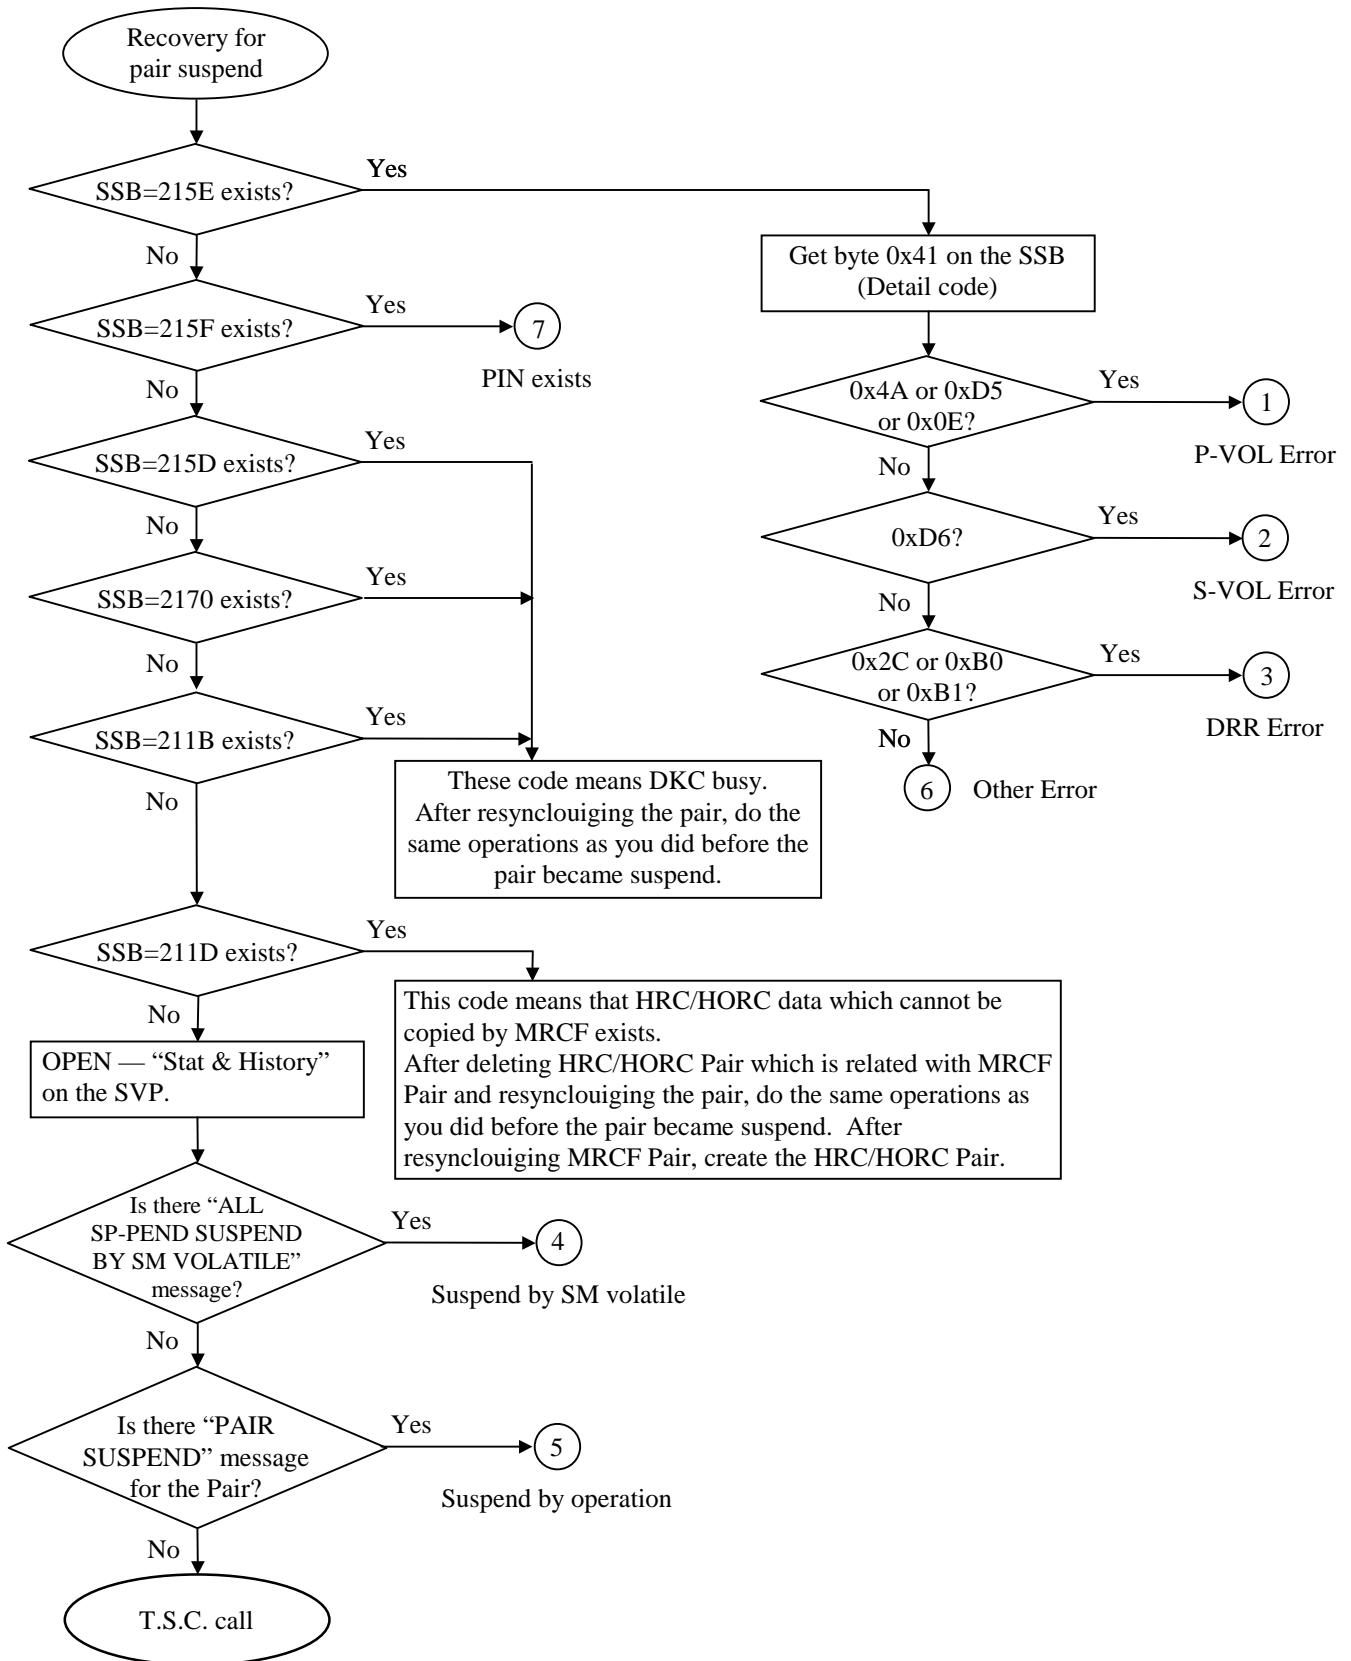 Recovery for
pair suspend
SSB=215E exists?
Yes
No
Get byte 0x41 on the SSB
(Detail code)
SSB=215F exists?
Yes
7
PIN exists
No
0x4A or 0xD5
or 0x0E?
Yes
1
P-VOL Error
No
SSB=215D exists?
Yes
No
0xD6?
Yes
2
S-VOL Error
No
SSB=2170 exists?
Yes
No
0x2C or 0xB0
or 0xB1?
Yes
3
DRR Error
No
6
Other Error
SSB=211B exists?
Yes
No
These code means DKC busy.
After resynclouiging the pair, do the
same operations as you did before the
pair became suspend.
SSB=211D exists?
Yes
No
This code means that HRC/HORC data which cannot be
copied by MRCF exists.
After deleting HRC/HORC Pair which is related with MRCF
Pair and resynclouiging the pair, do the same operations as
you did before the pair became suspend.  After
resynclouiging MRCF Pair, create the HRC/HORC Pair.
OPEN — “Stat & History”
on the SVP.
Is there “ALL
SP-PEND SUSPEND
BY SM VOLATILE”
message?
Yes
4
Suspend by SM volatile
No
Is there “PAIR
SUSPEND” message
for the Pair?
Yes
5
Suspend by operation
No
T.S.C. call